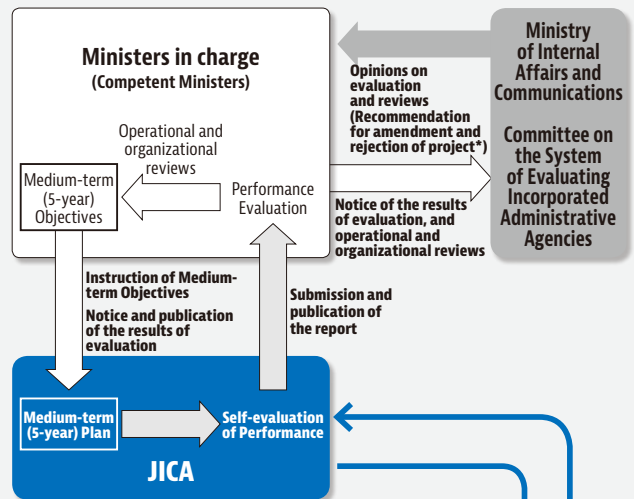 Ministers in charge
(Competent Ministers)
Operational and
organizational
reviews
Medium-term
(5-year)
Objectives
Performance
Evaluation
Opinions on
evaluation
and reviews
(Recommendation
for amendment and
rejection of project*)
Notice of the results
of evaluation, and
operational and
organizational reviews
Ministry
of Internal
Affairs and
Communications
Committee on
the System
of Evaluating
Incorporated
Administrative
Agencies
Instruction of Medium-
term Objectives
Notice and publication
of the results of
evaluation
Submission and
publication of
the report
Medium-term
(5-year) Plan
Self-evaluation
of Performance
JICA